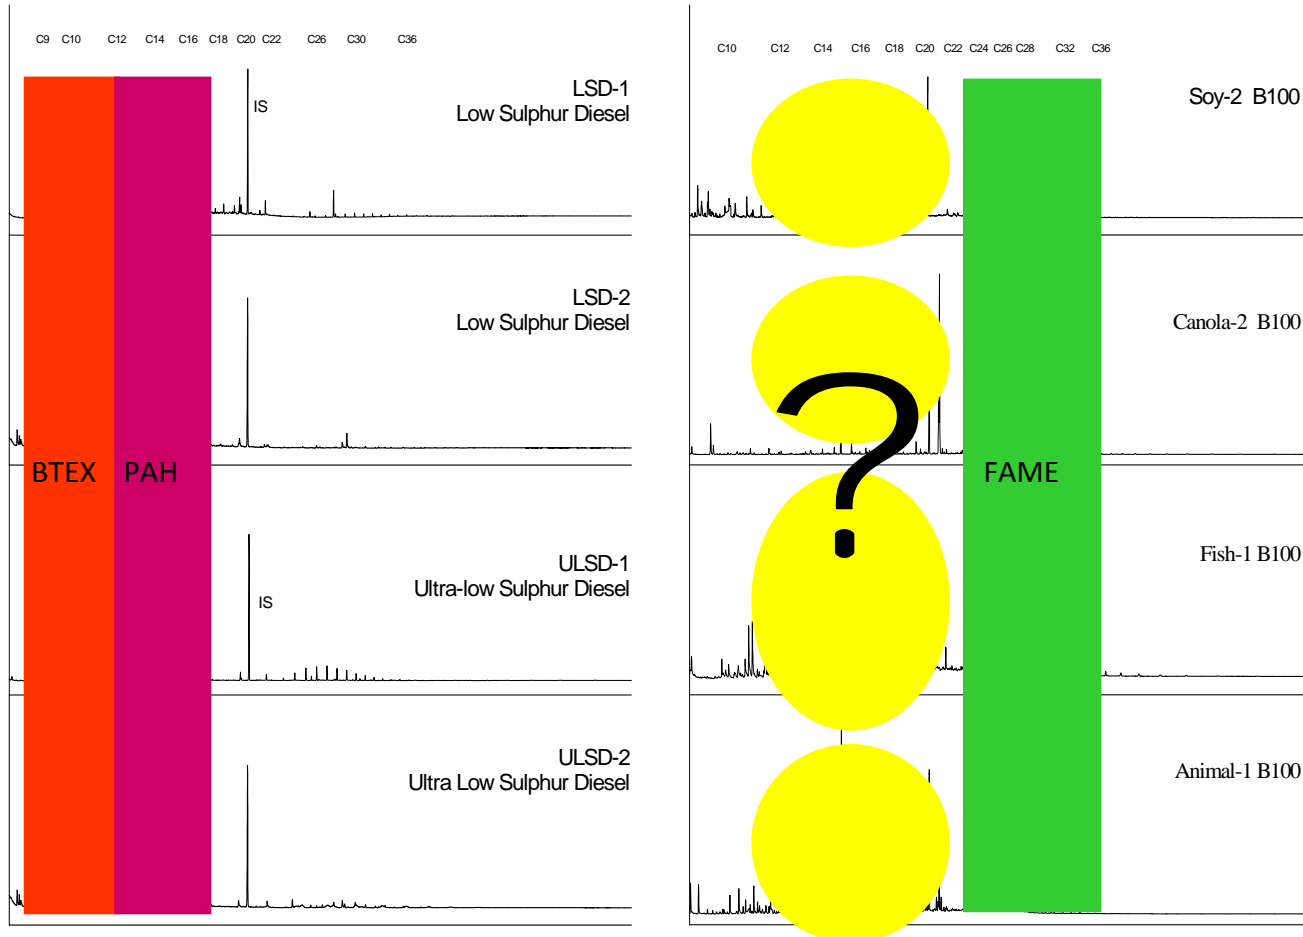 C9 C10 C12 C14 C16 C18 C20 C22 C26 C30 C36
LSD-1
Low Sulphur Diesel
IS
LSD-2
Low Sulphur Diesel
BTEX PAH
ULSD-1
Ultra-low Sulphur Diesel
IS
ULSD-2
Ultra Low Sulphur Diesel
C10 C12 C14 C16 C18 C20 C22 C24 C26 C28 C32 C36
Soy-2 B100
Canola-2 B100
?
FAME
Fish-1 B100
Animal-1 B100